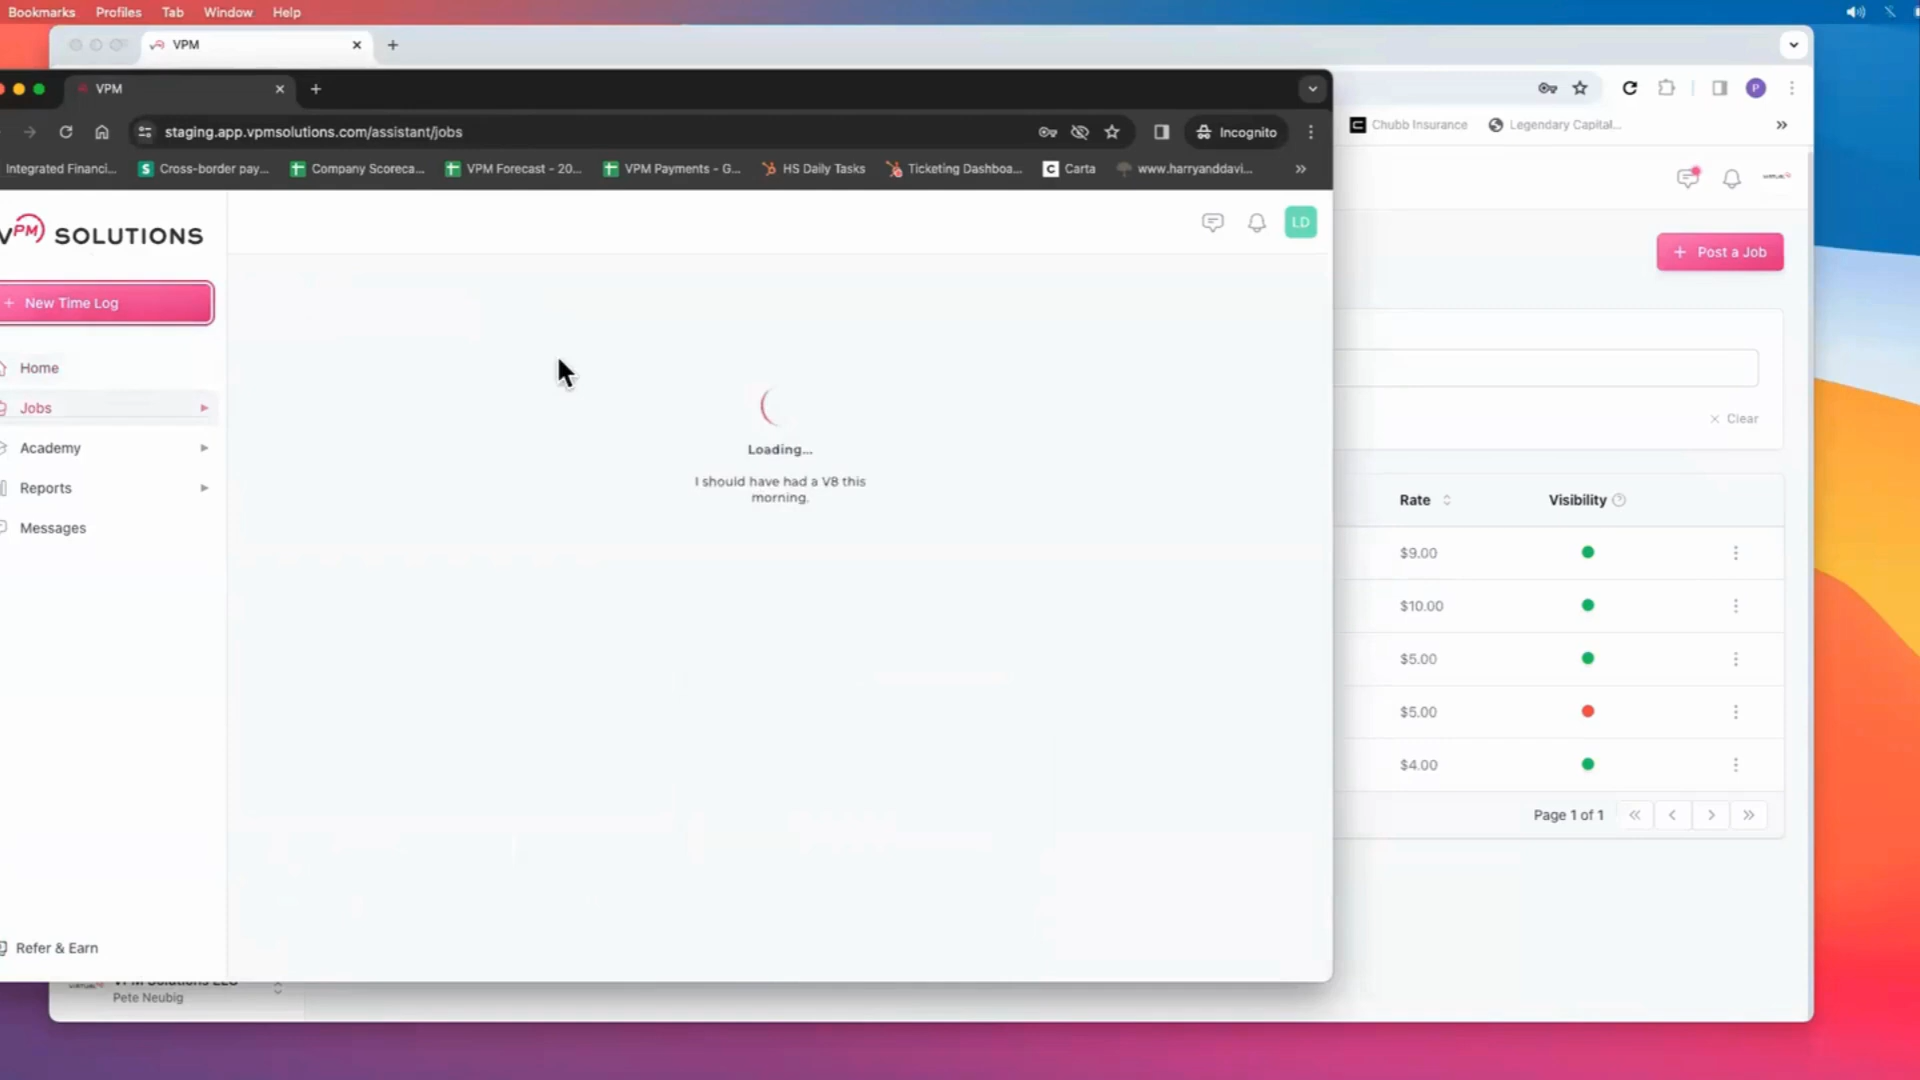 Bookmarks Profiles Tab Window Help
VPM
VPM
staging.app.vpmsolutions.com/assistant/jobs
Incognito
Chubb Insurance
Legendary Capital...
Integrated Financi...
Cross-border pay...
Company Scoreca...
VPM Forecast - 20...
VPM Payments - G...
HS Daily Tasks
Ticketing Dashboa...
Carta
www.harryanddavi...
VPM SOLUTIONS
LD
P
+ Post a Job
+ New Time Log
Home
Jobs
Academy
Reports
Messages
Loading...
I should have had a V8 this
morning.
Clear
Rate Visibility
$9.00
$10.00
$5.00
$5.00
$4.00
Page 1 of 1
Refer & Earn
VPM Solutions LLC
Pete Neubig